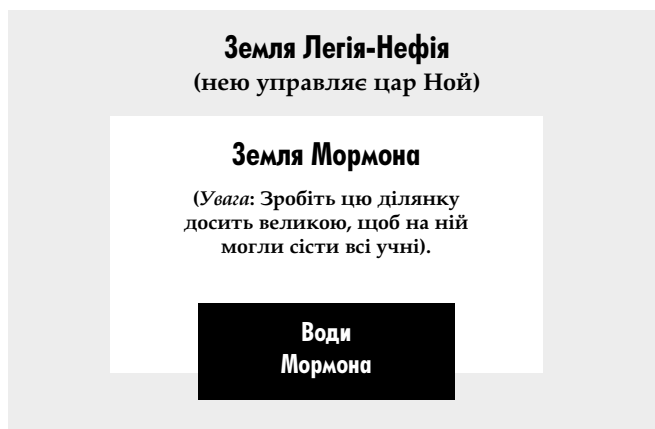 Земля Легія-Нефія
(нею управляє цар Ной)
Земля Мормона
(Увага: Зробіть цю ділянку
досить великою, щоб на ній
могли сісти всі учні).
Води
Мормона